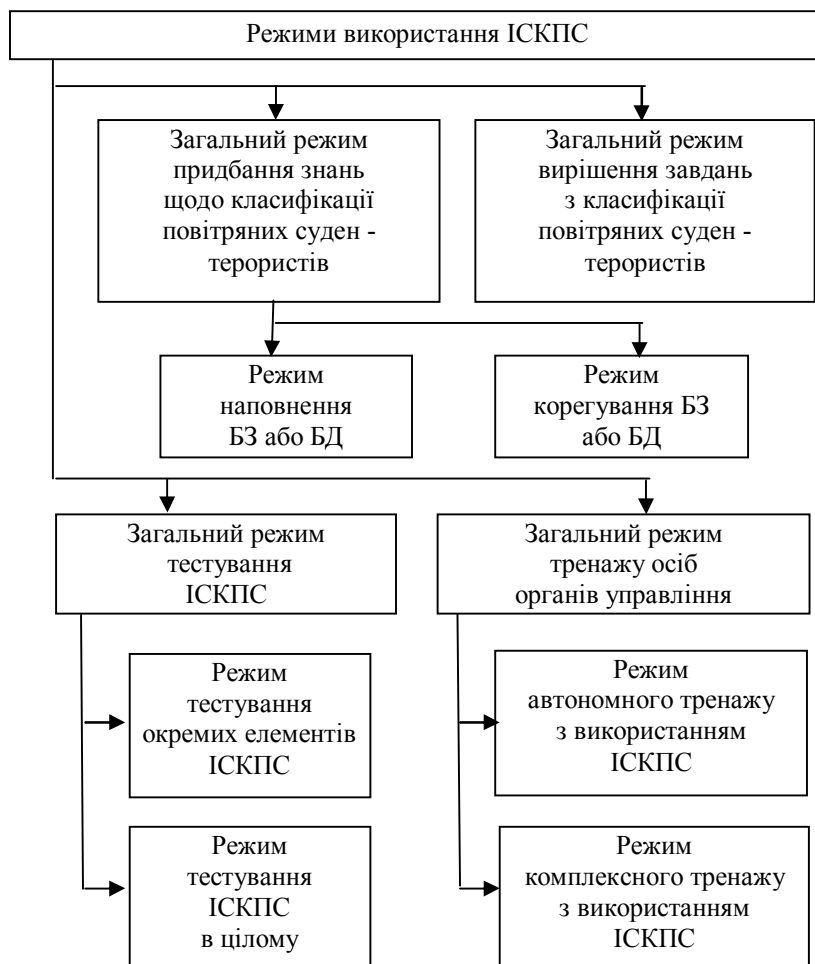 Режими використання ІСКПС
Загальний режим
придбання знань
щодо класифікації
повітряних суден -
терористів
Загальний режим
вирішення завдань
з класифікації
повітряних суден -
терористів
Режим
наповнення
БЗ або БД
Режим
корегування БЗ
або БД
Загальний режим
тестування
ІСКПС
Загальний режим
тренажу осіб
органів управління
Режим
тестування
окремих елементів
ІСКПС
Режим
автономного тренажу
з використанням
ІСКПС
Режим
тестування
ІСКПС
в цілому
Режим
комплексного тренажу
з використанням
ІСКПС